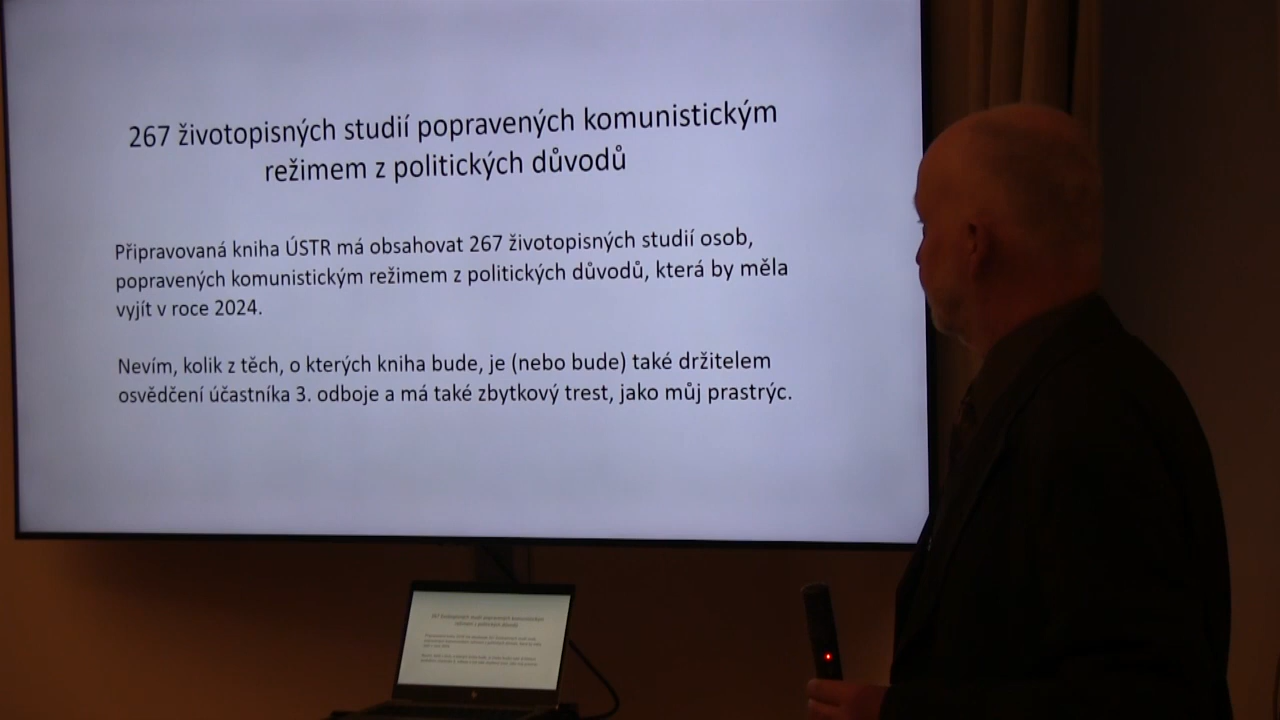 267 životopisných studií popravených komunistickým
režimem z politických důvodů
Připravovaná kniha ÚSTR má obsahovat 267 životopisných studií osob,
popravených komunistickým režimem z politických důvodů, která by měla
vyjít v roce 2024.
Nevím, kolik z těch, o kterých kniha bude, je (nebo bude) také držitelem
osvědčení účastníka 3. odboje a má také zbytkový trest, jako můj prastrýc.